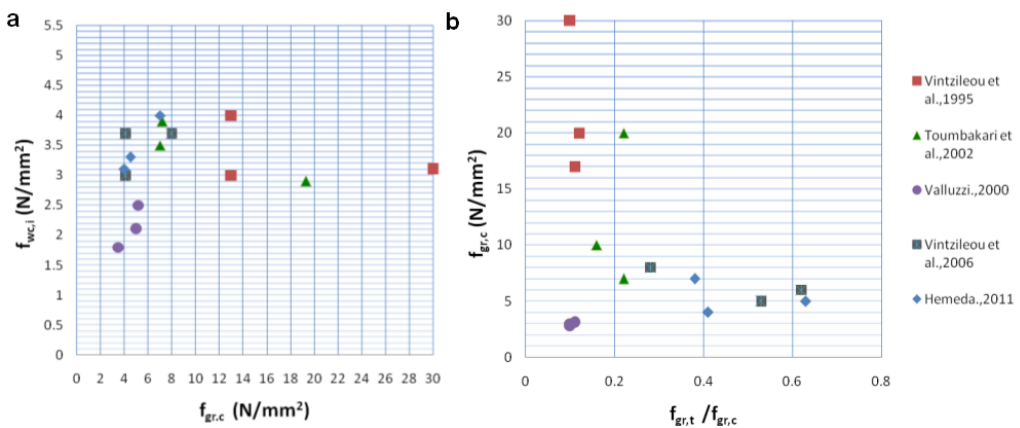 a
5.5
5
4.5
4
3.5
3
2.5
2
1.5
1
0.5
0
0 2 4 6 8 10 12 14 16 18 20 22 24 26 28 30
f_wc,i (N/mm²)
f_gr,c (N/mm²)
b
30
25
20
15
10
5
0
0 0.2 0.4 0.6 0.8
f_gr,c (N/mm²)
f_gr,t /f_gr,c
Vintzileou et
al.,1995
Toumbakari et
al.,2002
Valluzzi.,2000
Vintzileou et
al.,2006
Hemeda.,2011